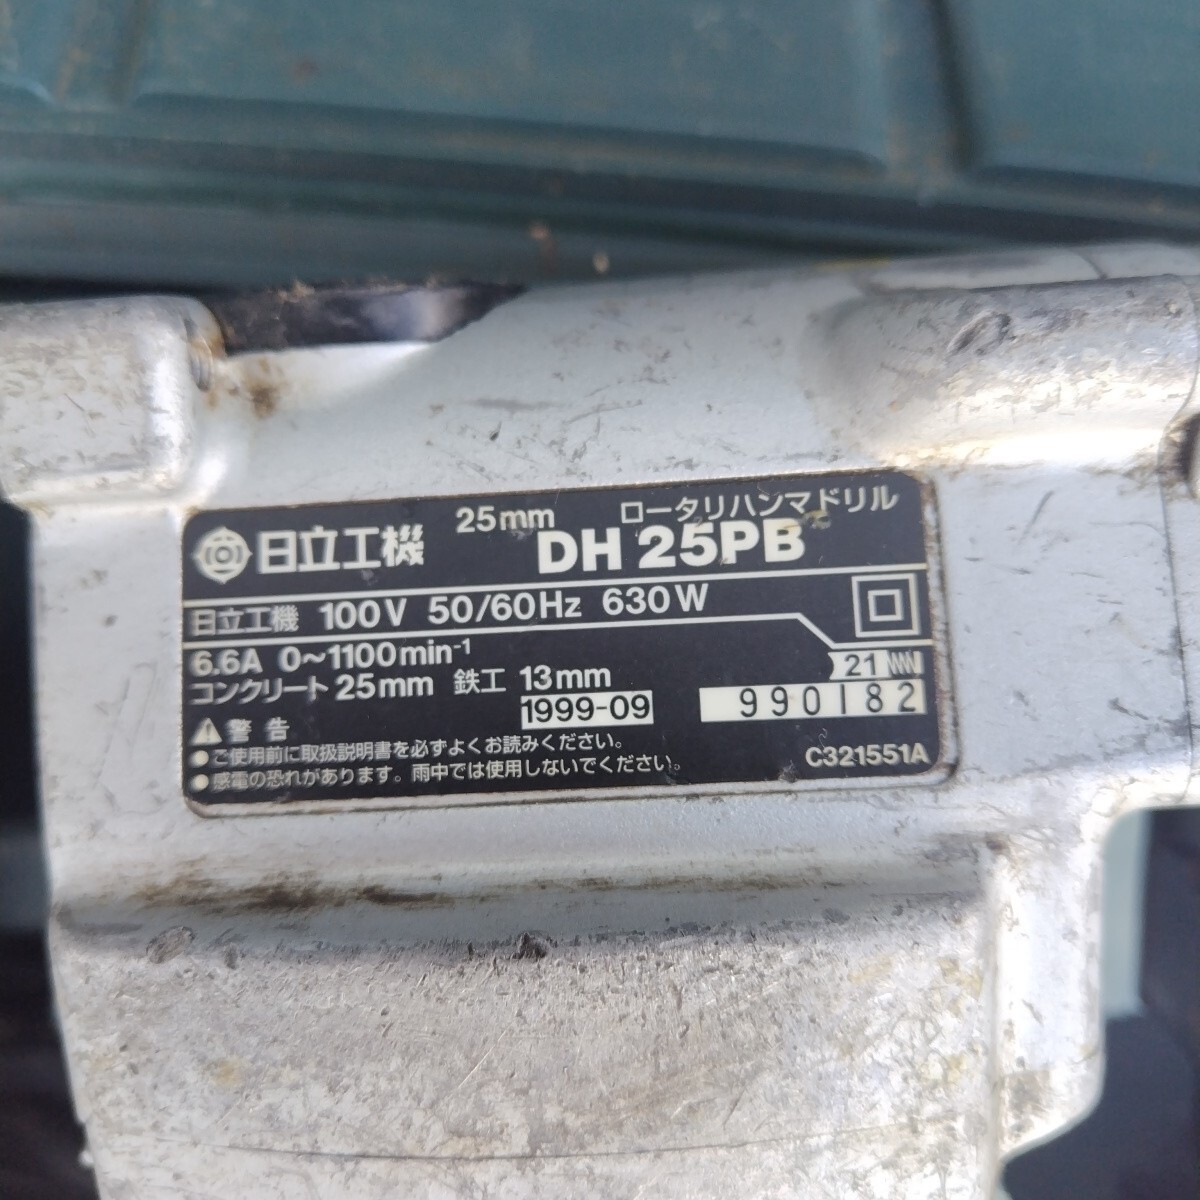 日立工機 25mm ロータリハンマドリル
DH 25PB
日立工機 100V 50/60Hz 630W
6.6A 0~1100min⁻¹
コンクリート 25mm 鉄工 13mm
21
1999-09 990182
⚠ 警告
● ご使用前に取扱説明書を必ずよくお読みください。
● 感電の恐れがあります。雨中では使用しないでください。
C321551A